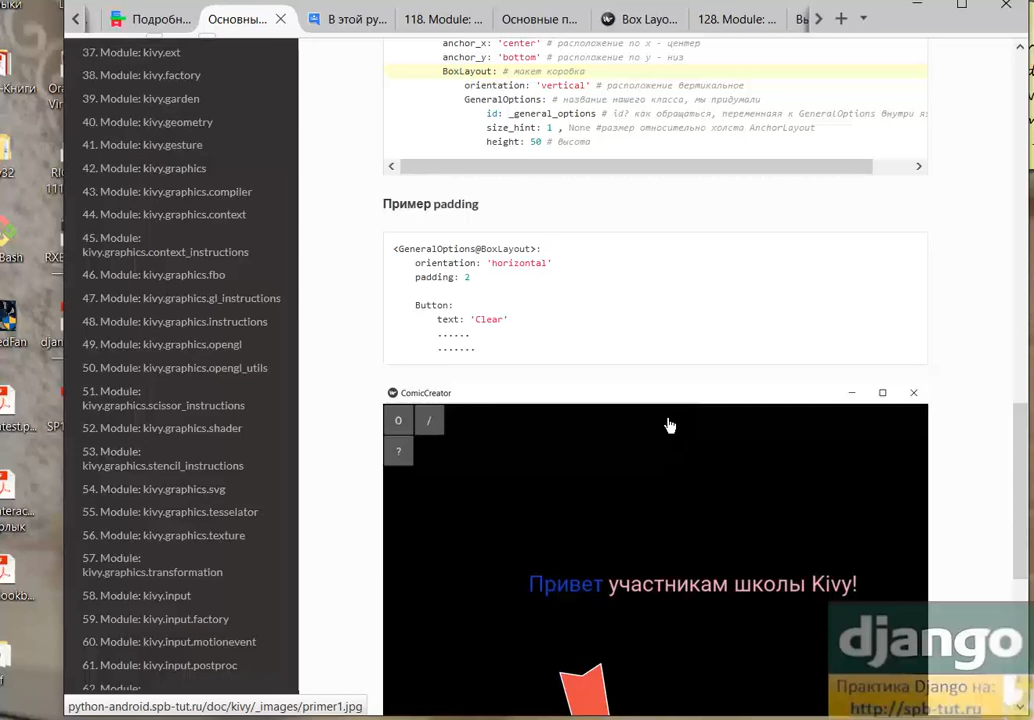 Подробн...
Основны...
В этой ру...
118. Module: ...
Основные п...
Box Layo...
128. Module: ...
37. Module: kivy.ext
38. Module: kivy.factory
39. Module: kivy.garden
40. Module: kivy.geometry
41. Module: kivy.gesture
42. Module: kivy.graphics
43. Module: kivy.graphics.compiler
44. Module: kivy.graphics.context
45. Module:
kivy.graphics.context_instructions
46. Module: kivy.graphics.fbo
47. Module: kivy.graphics.gl_instructions
48. Module: kivy.graphics.instructions
49. Module: kivy.graphics.opengl
50. Module: kivy.graphics.opengl_utils
51. Module:
kivy.graphics.scissor_instructions
52. Module: kivy.graphics.shader
53. Module:
kivy.graphics.stencil_instructions
54. Module: kivy.graphics.svg
55. Module: kivy.graphics.tesselator
56. Module: kivy.graphics.texture
57. Module:
kivy.graphics.transformation
58. Module: kivy.input
59. Module: kivy.input.factory
60. Module: kivy.input.motionevent
61. Module: kivy.input.postproc
62. Module:
anchor_x: 'center' # расположение по x - центр
anchor_y: 'bottom' # расположение по y - низ
BoxLayout: # макет коробка
orientation: 'vertical' # расположение вертикальное
GeneralOptions: # название нашего класса, мы придумали
id: _general_options # id? как обращаться, переменнаяя к GeneralOptions внутри яз
size_hint: 1 , None #размер относительно холста AnchorLayout
height: 50 # высота
Пример padding
<GeneralOptions@BoxLayout>:
orientation: 'horizontal'
padding: 2
Button:
text: 'Clear'
......
.......
ComicCreator
O /
?
Привет участникам школы Kivy!
django
Практика Django на:
http://spb-tut.ru
python-android.spb-tut.ru/doc/kivy/_images/primer1.jpg